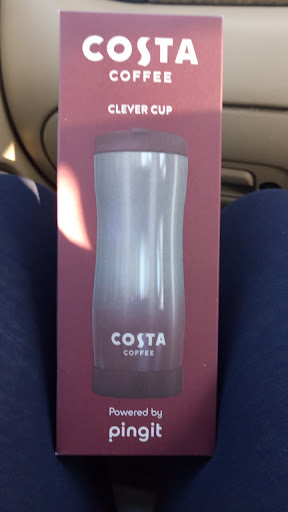 COSTA
COFFEE
CLEVER CUP
COSTA
COFFEE
Powered by
pingit